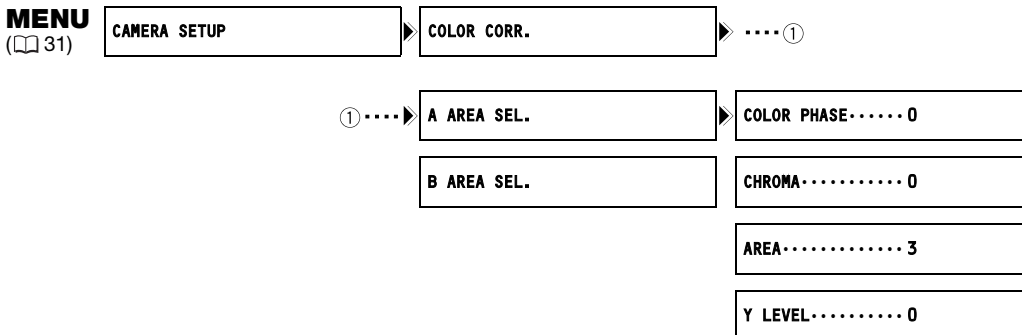 MENU
(31)
CAMERA SETUP
COLOR CORR.
····①
①····
A AREA SEL.
COLOR PHASE······0
B AREA SEL.
CHROMA···········0
AREA·············3
Y LEVEL··········0